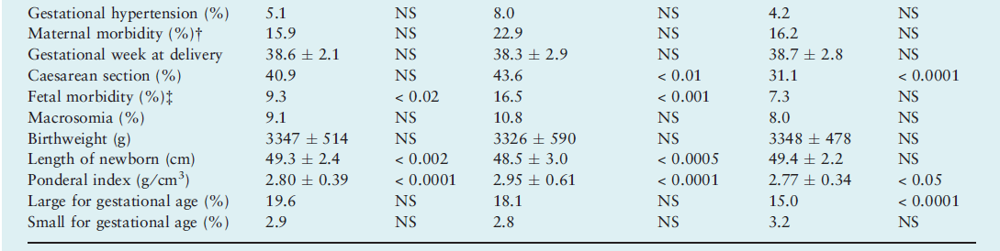 Gestational hypertension (%) 5.1 NS 8.0 NS 4.2 NS
Maternal morbidity (%)† 15.9 NS 22.9 NS 16.2 NS
Gestational week at delivery 38.6 ± 2.1 NS 38.3 ± 2.9 NS 38.7 ± 2.8 NS
Caesarean section (%) 40.9 NS 43.6 < 0.01 31.1 < 0.0001
Fetal morbidity (%)‡ 9.3 < 0.02 16.5 < 0.001 7.3 NS
Macrosomia (%) 9.1 NS 10.8 NS 8.0 NS
Birthweight (g) 3347 ± 514 NS 3326 ± 590 NS 3348 ± 478 NS
Length of newborn (cm) 49.3 ± 2.4 < 0.002 48.5 ± 3.0 < 0.0005 49.4 ± 2.2 NS
Ponderal index (g/cm³) 2.80 ± 0.39 < 0.0001 2.95 ± 0.61 < 0.0001 2.77 ± 0.34 < 0.05
Large for gestational age (%) 19.6 NS 18.1 NS 15.0 < 0.0001
Small for gestational age (%) 2.9 NS 2.8 NS 3.2 NS